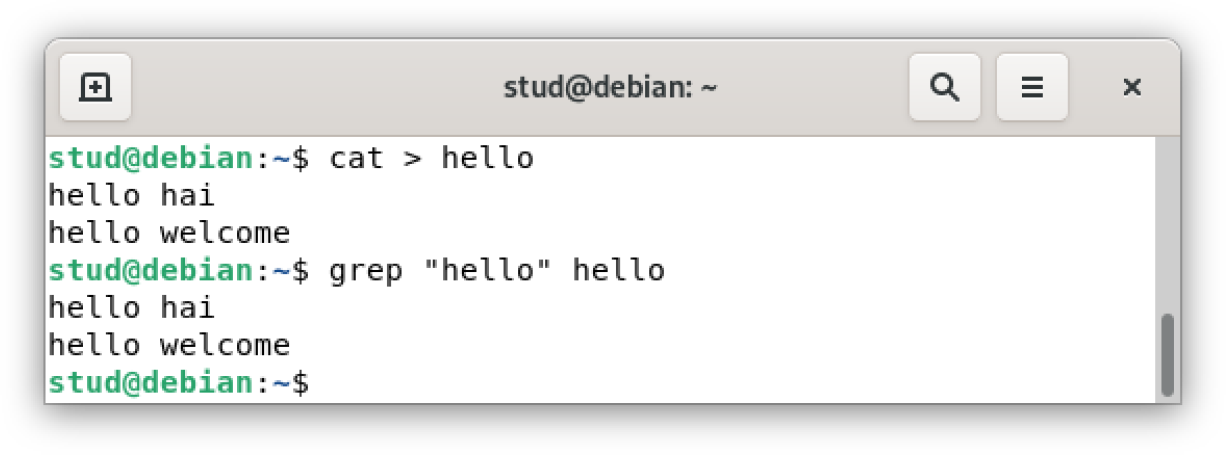 stud@debian: ~
stud@debian:~$ cat > hello
hello hai
hello welcome
stud@debian:~$ grep "hello" hello
hello hai
hello welcome
stud@debian:~$